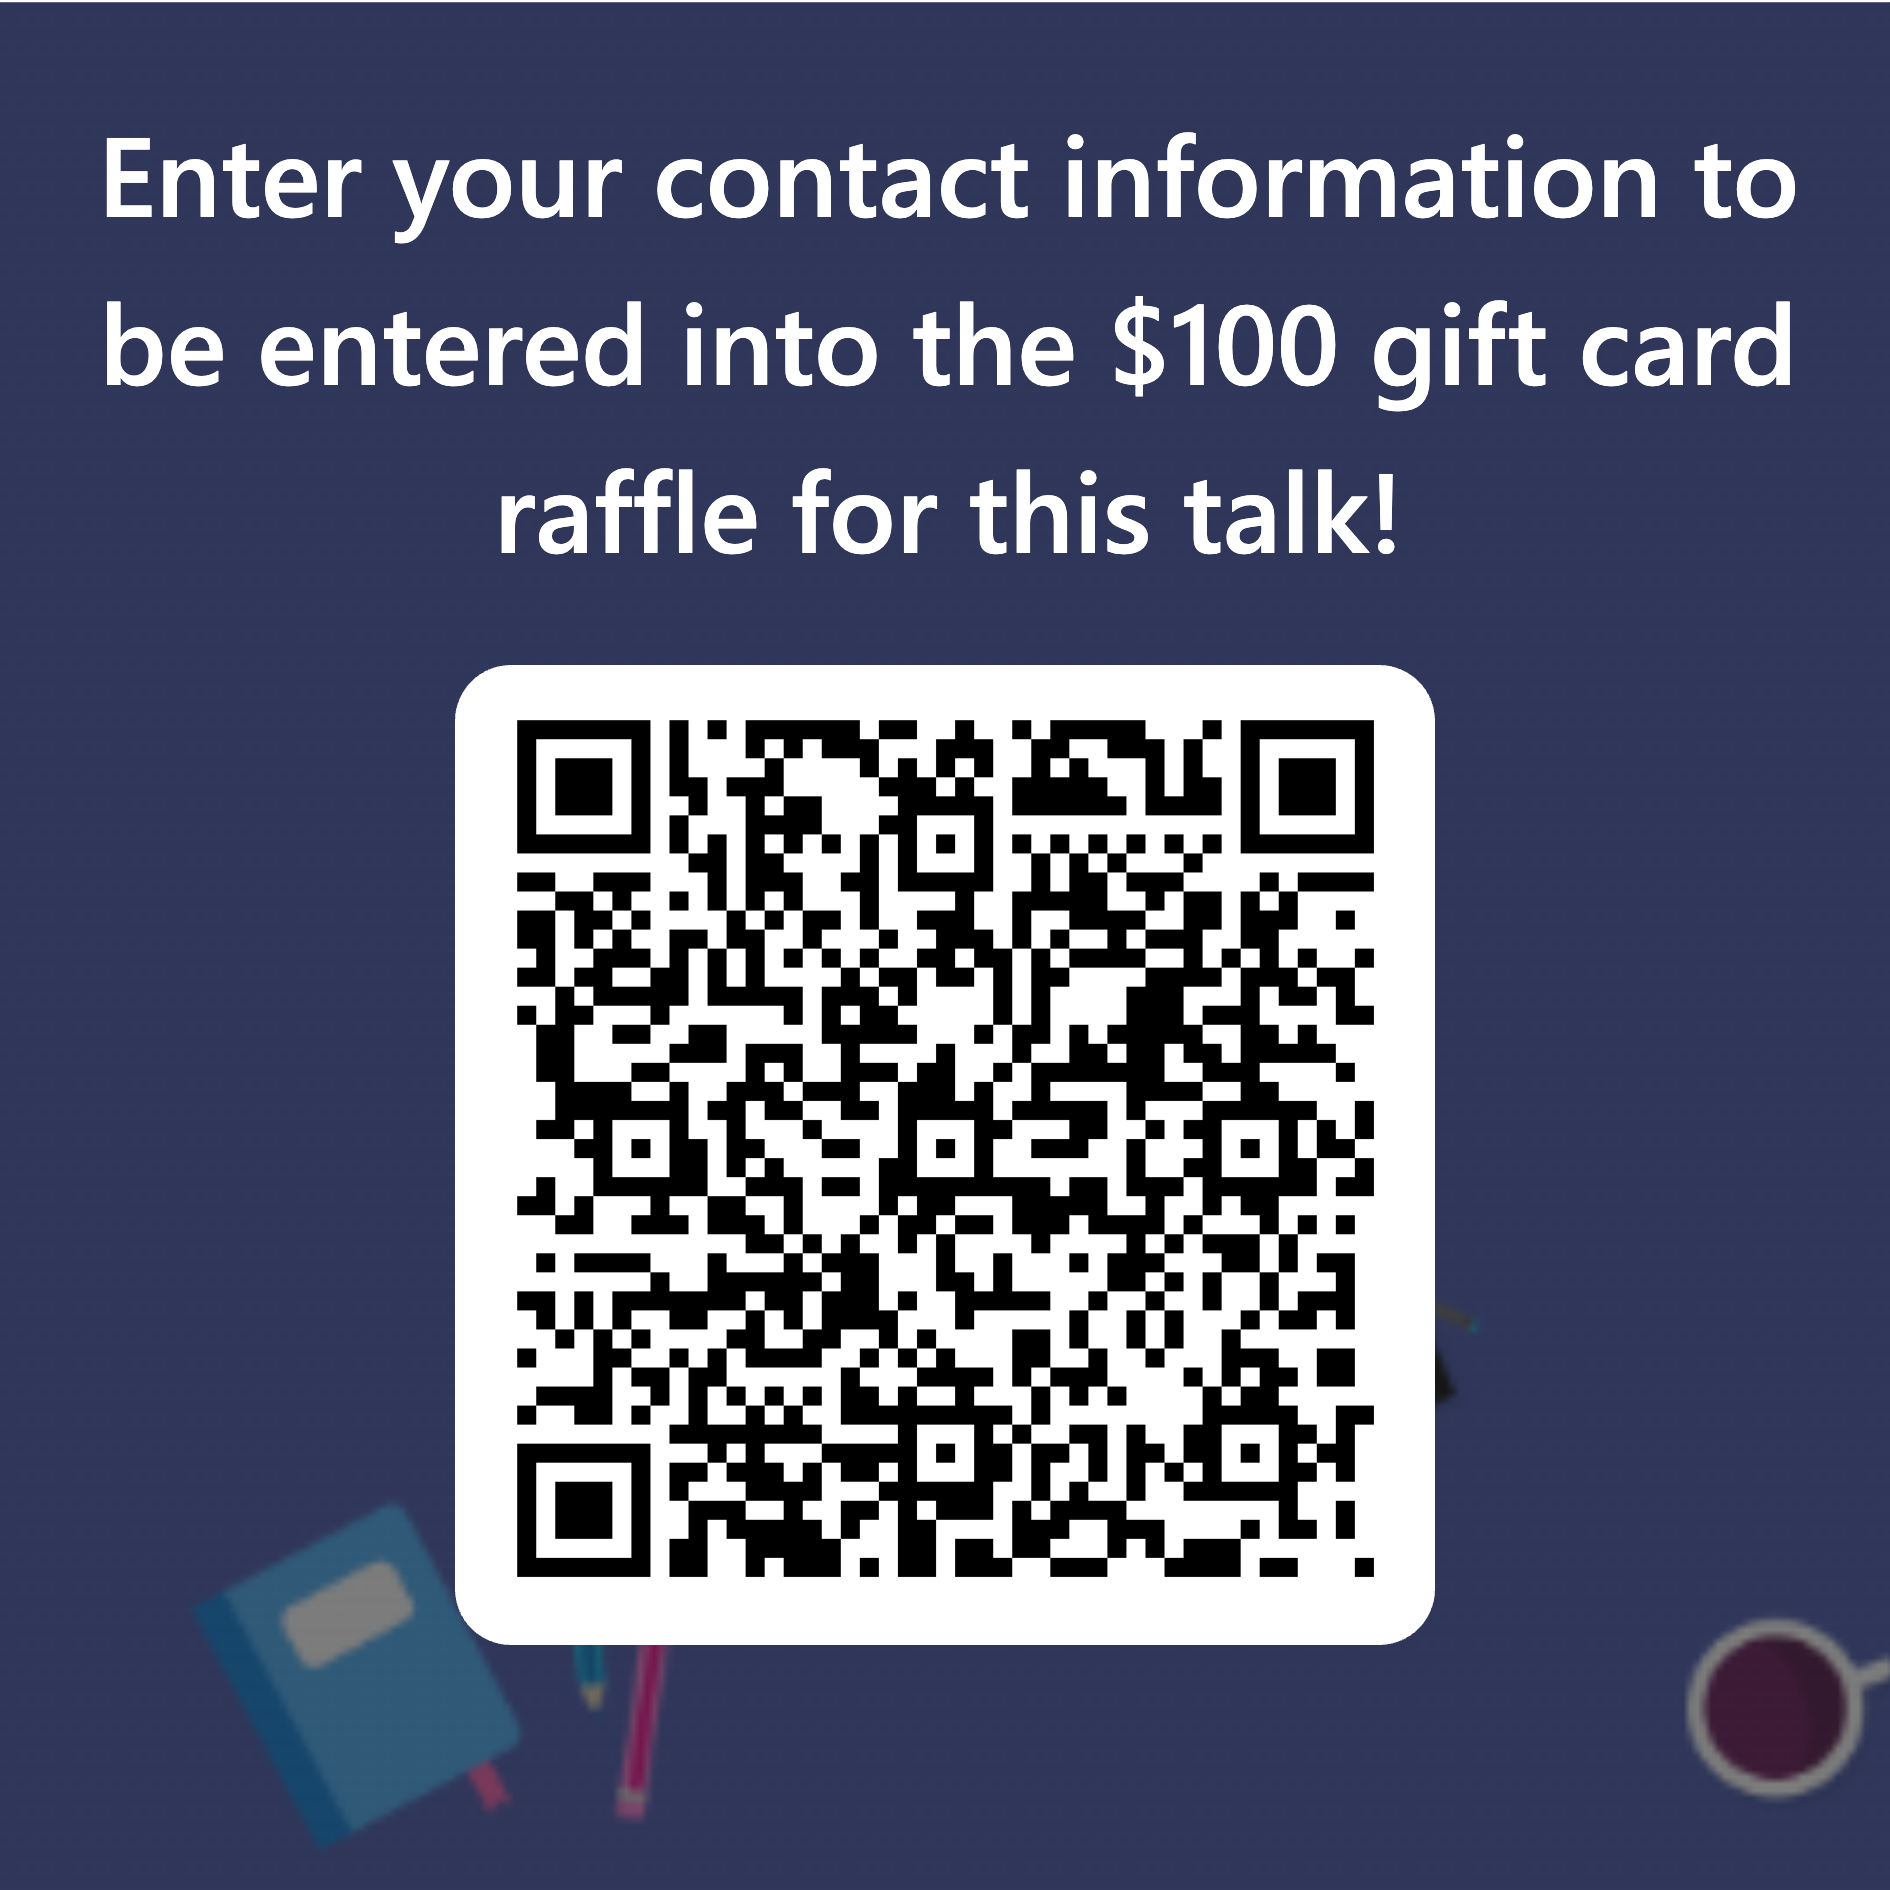 Enter your contact information to
be entered into the $100 gift card
raffle for this talk!